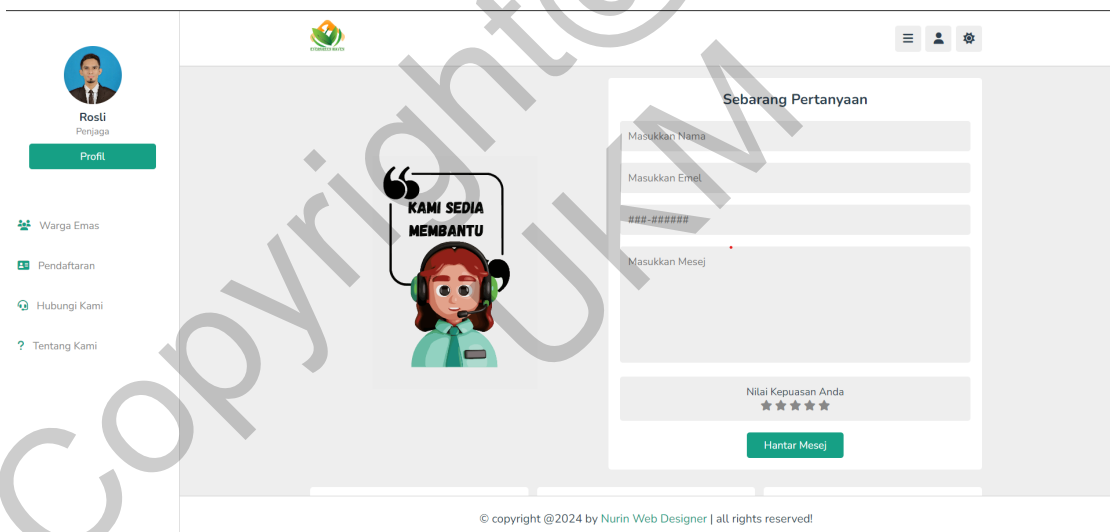 Rosli
Penjaga
Profil
Warga Emas
Pendaftaran
Hubungi Kami
? Tentang Kami
KAMI SEDIA
MEMBANTU
Sebarang Pertanyaan
Masukkan Nama
Masukkan Emel
###-######
Masukkan Mesej
Nilai Kepuasan Anda
Hantar Mesej
© copyright @2024 by Nurin Web Designer | all rights reserved!
Copyright@
UKM